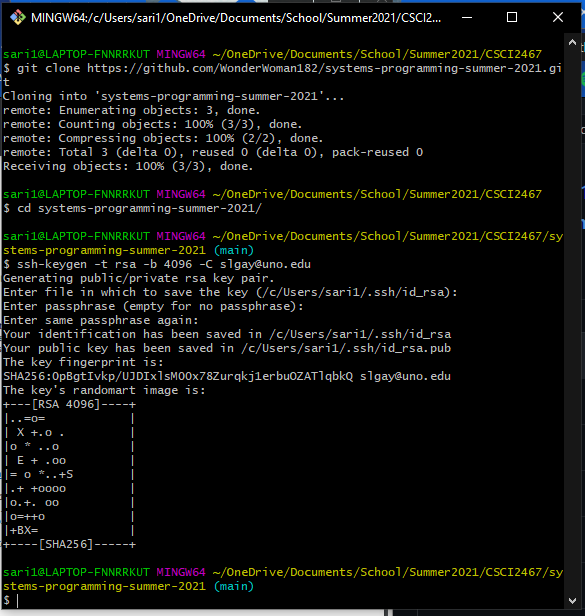 MINGW64:/c/Users/sari1/OneDrive/Documents/School/Summer2021/CSCI2...
sari1@LAPTOP-FNNRRKUT MINGW64 ~/OneDrive/Documents/School/Summer2021/CSCI2467
$ git clone https://github.com/WonderWoman182/systems-programming-summer-2021.gi
t
Cloning into 'systems-programming-summer-2021'...
remote: Enumerating objects: 3, done.
remote: Counting objects: 100% (3/3), done.
remote: Compressing objects: 100% (2/2), done.
remote: Total 3 (delta 0), reused 0 (delta 0), pack-reused 0
Receiving objects: 100% (3/3), done.
sari1@LAPTOP-FNNRRKUT MINGW64 ~/OneDrive/Documents/School/Summer2021/CSCI2467
$ cd systems-programming-summer-2021/
sari1@LAPTOP-FNNRRKUT MINGW64 ~/OneDrive/Documents/School/Summer2021/CSCI2467/sy
stems-programming-summer-2021 (main)
$ ssh-keygen -t rsa -b 4096 -C slgay@uno.edu
Generating public/private rsa key pair.
Enter file in which to save the key (/c/Users/sari1/.ssh/id_rsa):
Enter passphrase (empty for no passphrase):
Enter same passphrase again:
Your identification has been saved in /c/Users/sari1/.ssh/id_rsa
Your public key has been saved in /c/Users/sari1/.ssh/id_rsa.pub
The key fingerprint is:
SHA256:OpBgtIvkp/UJDIxlsMOOx78Zurqkj1erbuOZATlqbkQ slgay@uno.edu
The key's randomart image is:
+---[RSA 4096]----+
|..=o=            |
| X +.o .         |
|o * ..o          |
| E + .oo         |
|= o *..+S        |
|.+ +oooo         |
|o.+. oo          |
|o=++o            |
|+BX=             |
+----[SHA256]-----+
sari1@LAPTOP-FNNRRKUT MINGW64 ~/OneDrive/Documents/School/Summer2021/CSCI2467/sy
stems-programming-summer-2021 (main)
$